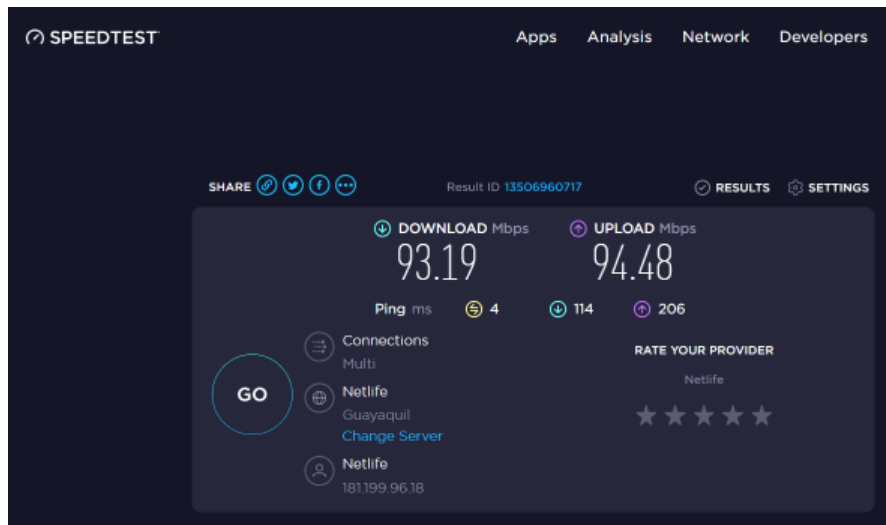 SPEEDTEST
Apps Analysis Network Developers
SHARE
Result ID 13506960717
RESULTS SETTINGS
DOWNLOAD Mbps
93.19
UPLOAD Mbps
94.48
Ping ms 4 114 206
GO
Connections
Multi
Netlife
Guayaquil
Change Server
Netlife
181.199.96.18
RATE YOUR PROVIDER
Netlife